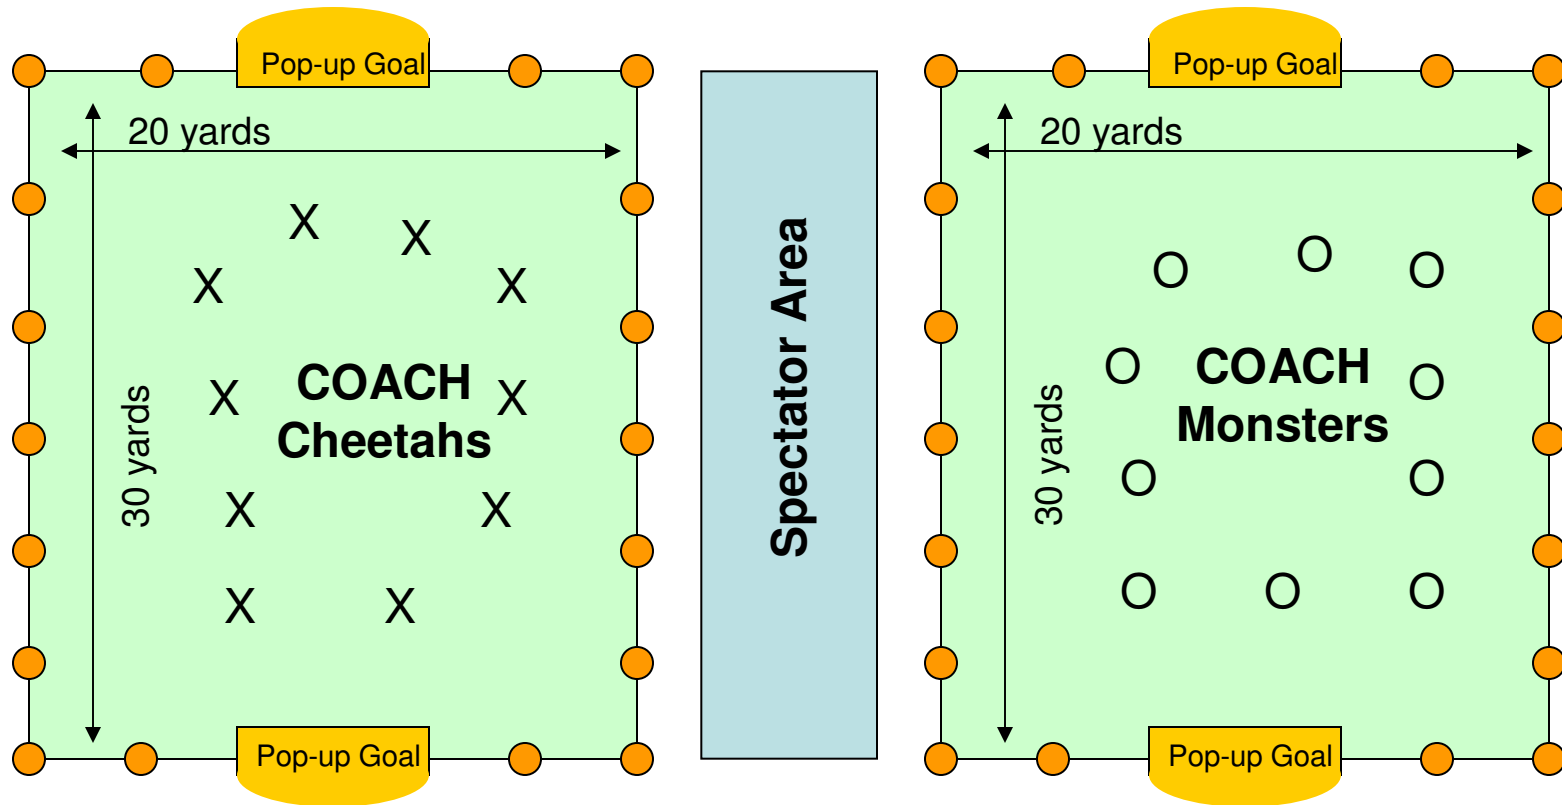 Pop-up Goal
20 yards
X
X
X
X
COACH
Cheetahs
X
X
30 yards
X
X
X
X
Pop-up Goal
Spectator Area
Pop-up Goal
20 yards
O
O
O
O
COACH
Monsters
O
30 yards
O
O
O
O
O
Pop-up Goal